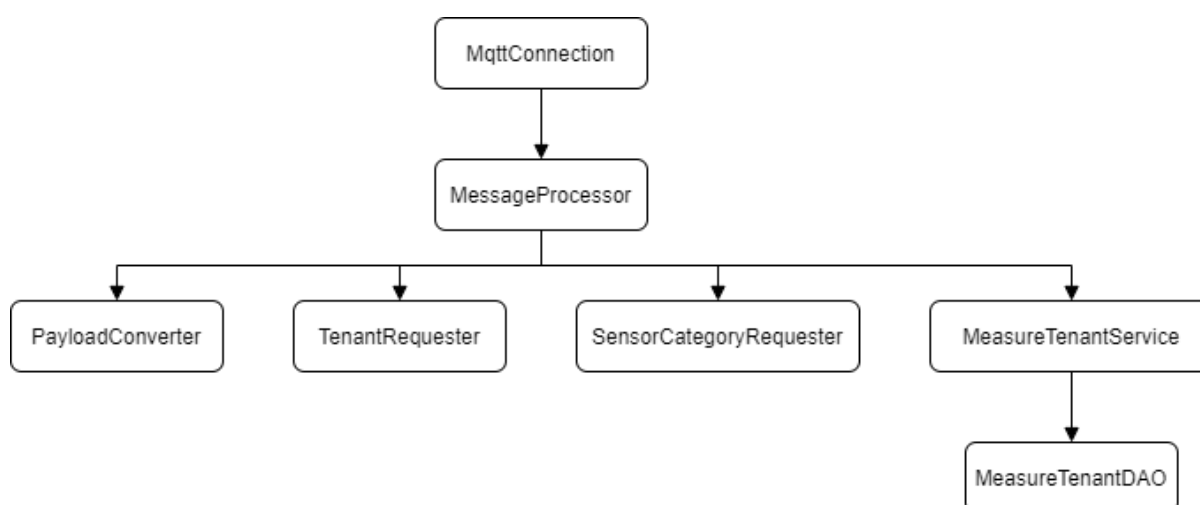 MqttConnection
MessageProcessor
PayloadConverter
TenantRequester
SensorCategoryRequester
MeasureTenantService
MeasureTenantDAO